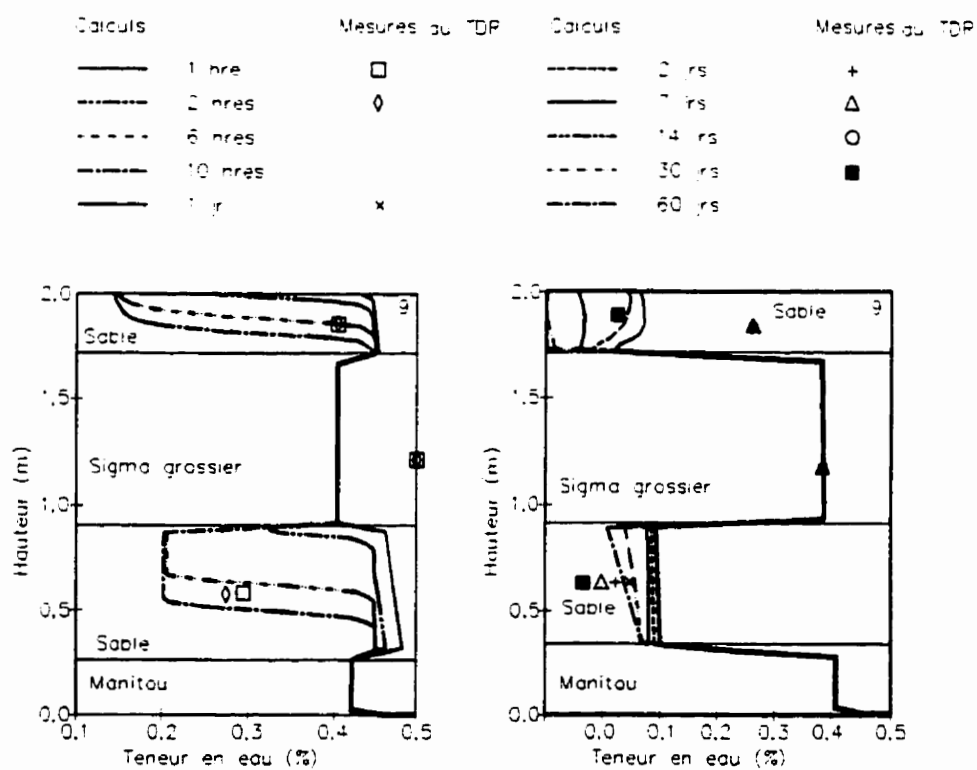 Calculs Mesures au TDR
1 hre
2 hres
6 hres
10 hres
1 jr
Calculs Mesures au TDR
2 jrs
7 jrs
14 jrs
30 jrs
60 jrs
2.0
1.5
1.0
0.5
0.0
Hauteur (m)
9
Sable
Sigma grossier
Sable
Manitou
0.1 0.2 0.3 0.4 0.5
Teneur en eau (%)
2.0
1.5
1.0
0.5
0.0
Hauteur (m)
9
Sable
Sigma grossier
Sable
Manitou
0.0 0.1 0.2 0.3 0.4 0.5
Teneur en eau (%)